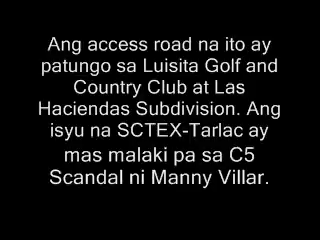 Ang access road na ito ay
patungo sa Luisita Golf and
Country Club at Las
Haciendas Subdivision. Ang
isyu na SCTEX-Tarlac ay
mas malaki pa sa C5
Scandal ni Manny Villar.